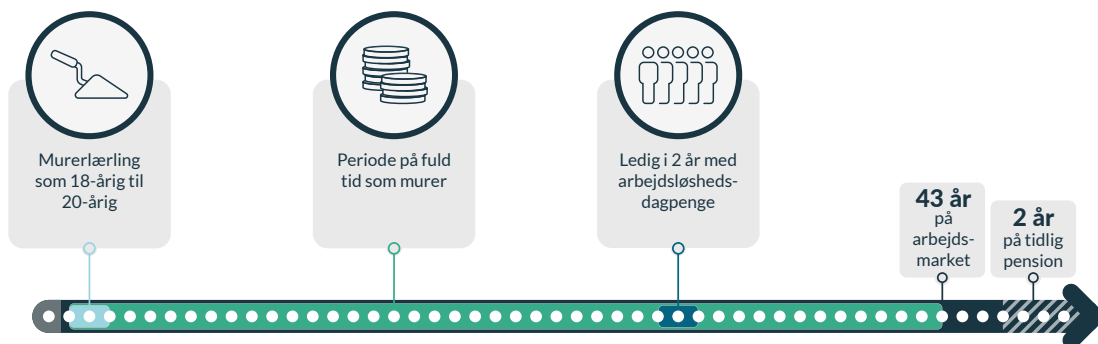 Murerlærling
som 18-årig til
20-årig
Periode på fuld
tid som murer
Ledig i 2 år med
arbejdsløsheds-
dagpenge
43 år
på
arbejds-
market
2 år
på tidlig
pension